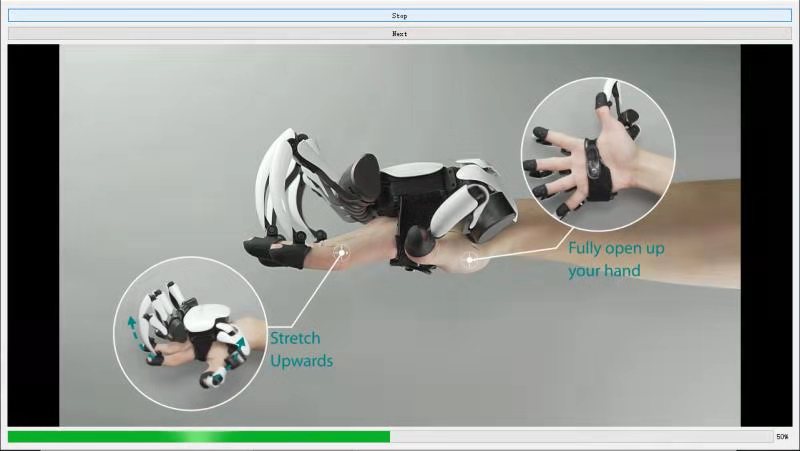 Stop
Next
Fully open up
your hand
Stretch
Upwards
50%